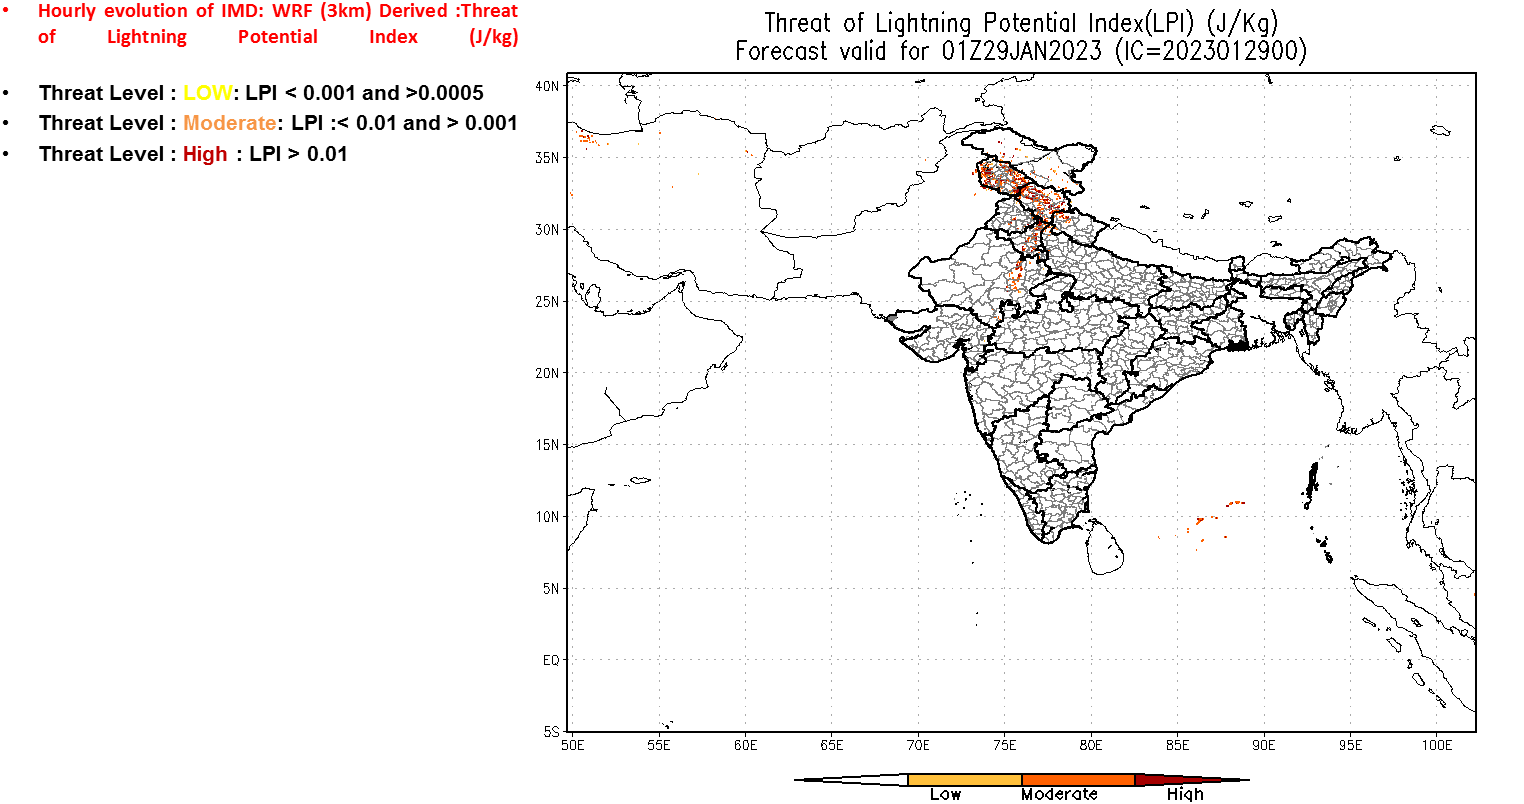 • Hourly evolution of IMD: WRF (3km) Derived :Threat
of Lightning Potential Index (J/kg)
• Threat Level : LOW: LPI < 0.001 and >0.0005
• Threat Level : Moderate: LPI :< 0.01 and > 0.001
• Threat Level : High : LPI > 0.01
Threat of Lightning Potential Index(LPI) (J/Kg)
Forecast valid for 01Z29JAN2023 (IC=2023012900)
40N
35N
30N
25N
20N
15N
10N
5N
EQ
5S
50E 55E 60E 65E 70E 75E 80E 85E 90E 95E 100E
Low Moderate High